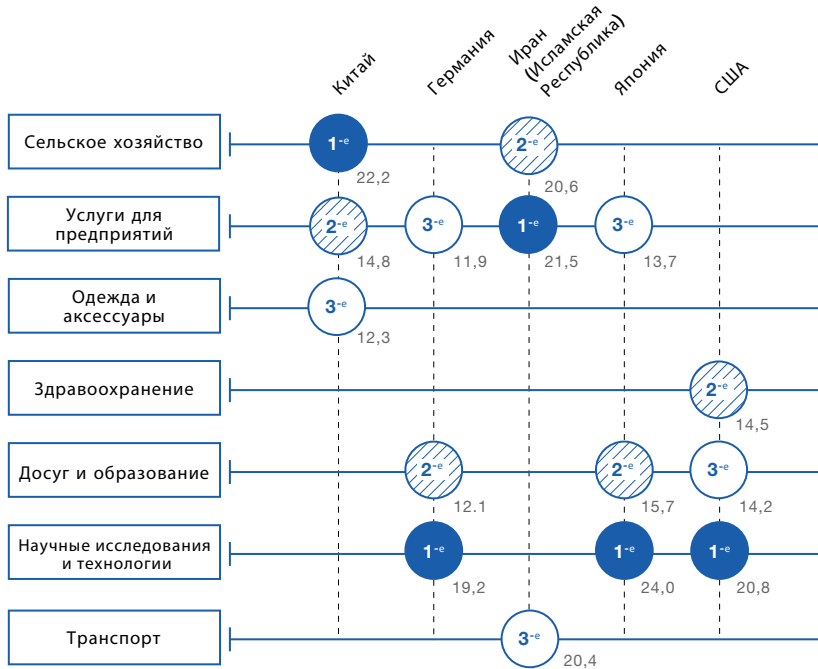 Китай
Германия
Иран
(Исламская
Республика)
Япония
США
Сельское хозяйство
1-е
22,2
2-е
20,6
Услуги для
предприятий
2-е
14,8
3-е
11,9
1-е
21,5
3-е
13,7
Одежда и
аксессуары
3-е
12,3
Здравоохранение
2-е
14,5
Досуг и образование
2-е
12.1
2-е
15,7
3-е
14,2
Научные исследования
и технологии
1-е
19,2
1-е
24,0
1-е
20,8
Транспорт
3-е
20,4